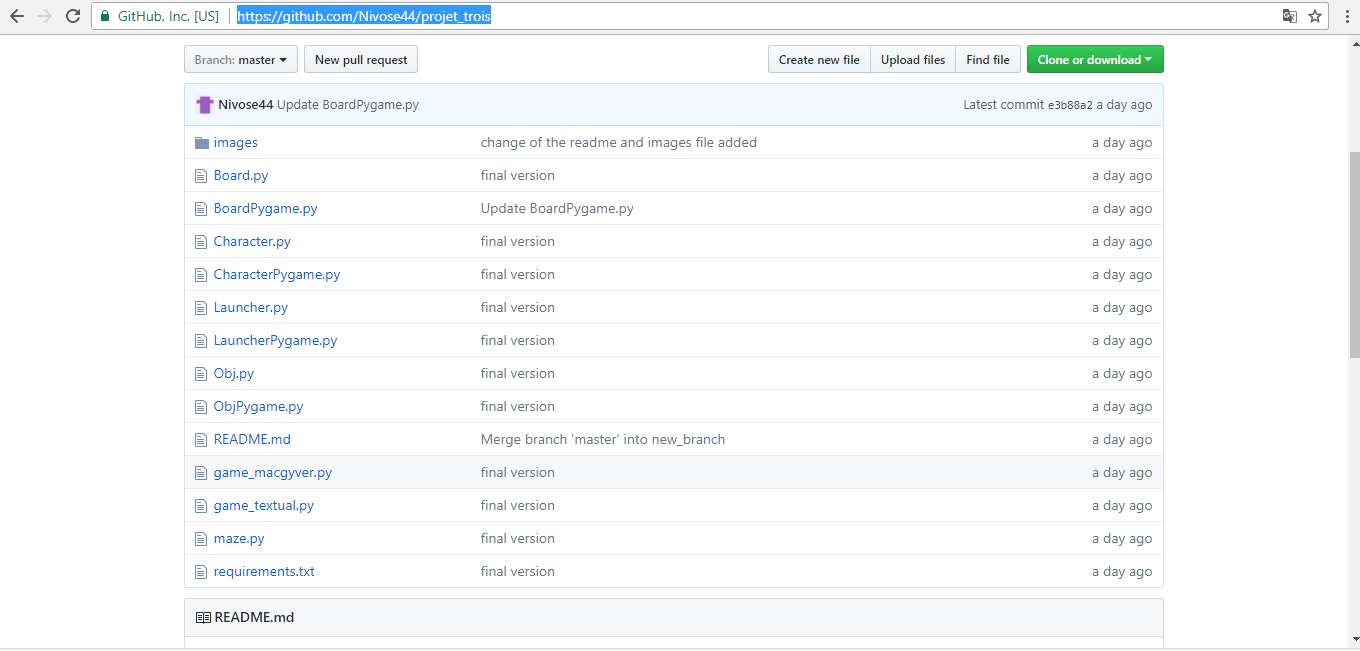 GitHub, Inc. [US] https://github.com/Nivose44/projet_trois
Branch: master New pull request Create new file Upload files Find file Clone or download
Nivose44 Update BoardPygame.py Latest commit e3b88a2 a day ago
images change of the readme and images file added a day ago
Board.py final version a day ago
BoardPygame.py Update BoardPygame.py a day ago
Character.py final version a day ago
CharacterPygame.py final version a day ago
Launcher.py final version a day ago
LauncherPygame.py final version a day ago
Obj.py final version a day ago
ObjPygame.py final version a day ago
README.md Merge branch 'master' into new_branch a day ago
game_macgyver.py final version a day ago
game_textual.py final version a day ago
maze.py final version a day ago
requirements.txt final version a day ago
README.md